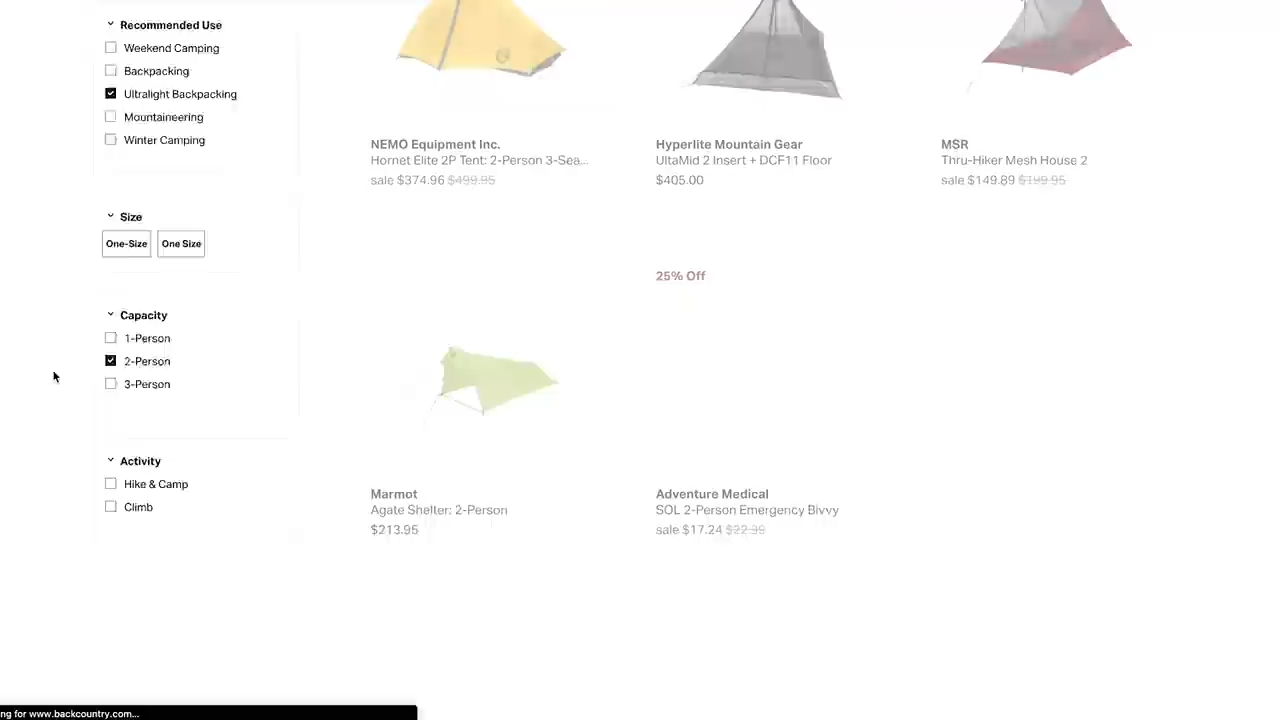 Recommended Use
Weekend Camping
Backpacking
Ultralight Backpacking
Mountaineering
Winter Camping
Size
One-Size
One Size
Capacity
1-Person
2-Person
3-Person
Activity
Hike & Camp
Climb
NEMO Equipment Inc.
Hornet Elite 2P Tent: 2-Person 3-Sea...
sale $374.96 $499.95
Hyperlite Mountain Gear
UltaMid 2 Insert + DCF11 Floor
$405.00
MSR
Thru-Hiker Mesh House 2
sale $149.89 $199.95
Marmot
Agate Shelter: 2-Person
$213.95
25% Off
Adventure Medical
SOL 2-Person Emergency Bivvy
sale $17.24 $22.99
ng for www.backcountry.com...